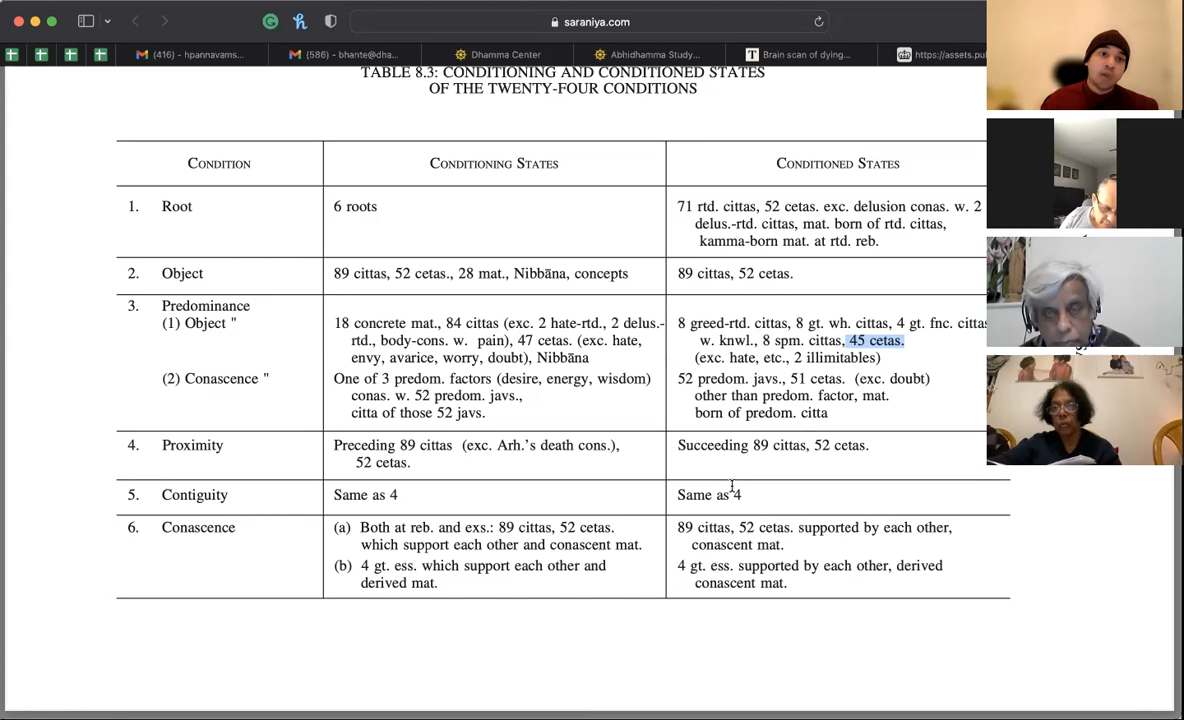 saraniya.com
(416) - hpannavams...
(586) - bhante@dha...
Dhamma Center
Abhidhamma Study...
Brain scan of dying...
https://assets.pu
TABLE 8.3: CONDITIONING AND CONDITIONED STATES
OF THE TWENTY-FOUR CONDITIONS
CONDITION CONDITIONING STATES CONDITIONED STATES
1. Root
6 roots
71 rtd. cittas, 52 cetas. exc. delusion conas. w. 2
delus.-rtd. cittas, mat. born of rtd. cittas,
kamma-born mat. at rtd. reb.
2. Object
89 cittas, 52 cetas., 28 mat., Nibbāna, concepts
89 cittas, 52 cetas.
3. Predominance
(1) Object "
18 concrete mat., 84 cittas (exc. 2 hate-rtd., 2 delus.-
rtd., body-cons. w. pain), 47 cetas. (exc. hate,
envy, avarice, worry, doubt), Nibbāna
8 greed-rtd. cittas, 8 gt. wh. cittas, 4 gt. fnc. cittas
w. knwl., 8 spm. cittas, 45 cetas.
(exc. hate, etc., 2 illimitables)
(2) Conascence "
One of 3 predom. factors (desire, energy, wisdom)
conas. w. 52 predom. javs.,
citta of those 52 javs.
52 predom. javs., 51 cetas. (exc. doubt)
other than predom. factor, mat.
born of predom. citta
4. Proximity
Preceding 89 cittas (exc. Arh.'s death cons.),
52 cetas.
Succeeding 89 cittas, 52 cetas.
5. Contiguity
Same as 4
Same as 4
6. Conascence
(a) Both at reb. and exs.: 89 cittas, 52 cetas.
which support each other and conascent mat.
(b) 4 gt. ess. which support each other and
derived mat.
89 cittas, 52 cetas. supported by each other,
conascent mat.
4 gt. ess. supported by each other, derived
conascent mat.